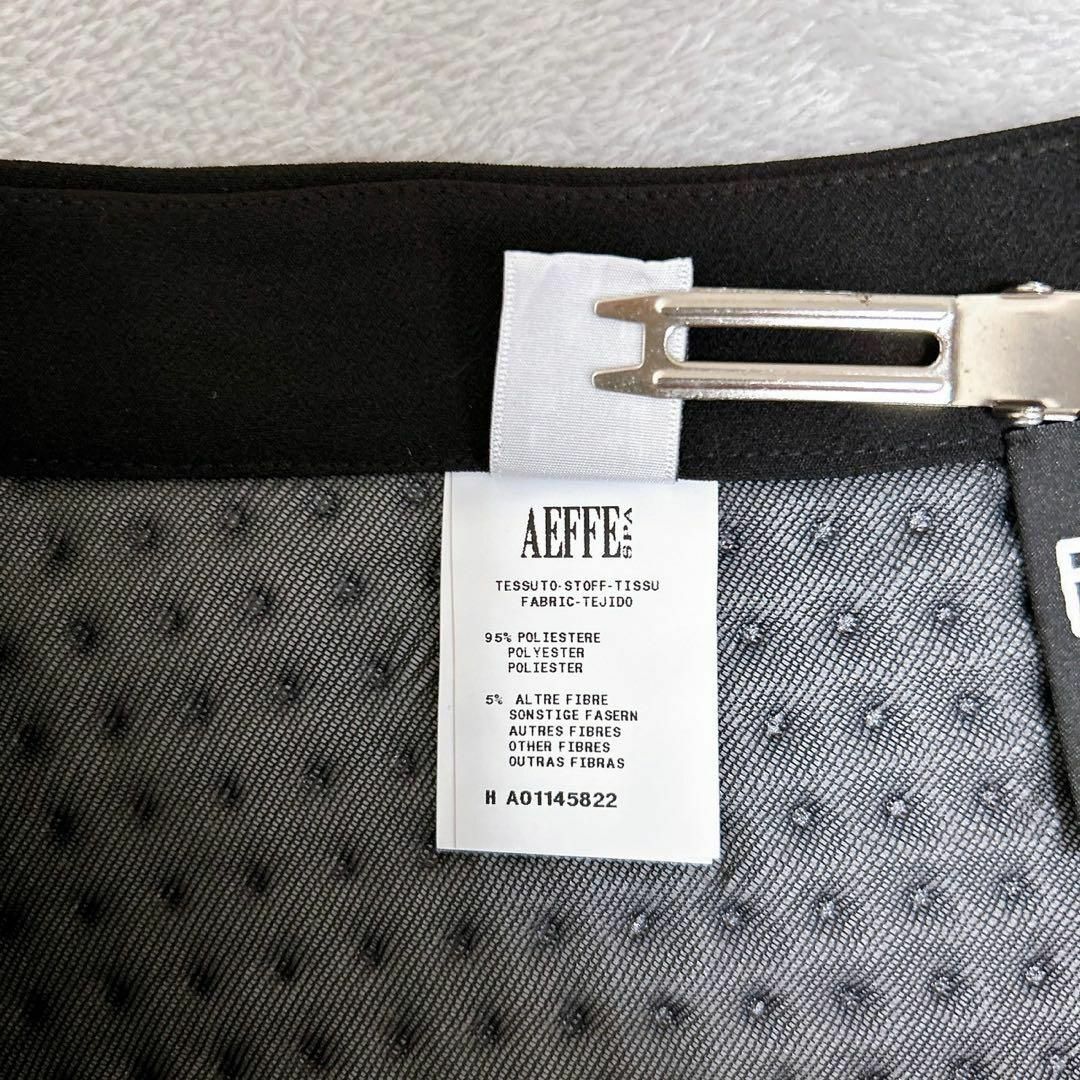 AEFFE SPA
TESSUTO-STOFF-TISSU
FABRIC-TEJIDO
95% POLIESTERE
POLYESTER
POLIESTER
5% ALTRE FIBRE
SONSTIGE FASERN
AUTRES FIBRES
OTHER FIBRES
OUTRAS FIBRAS
H A01145822